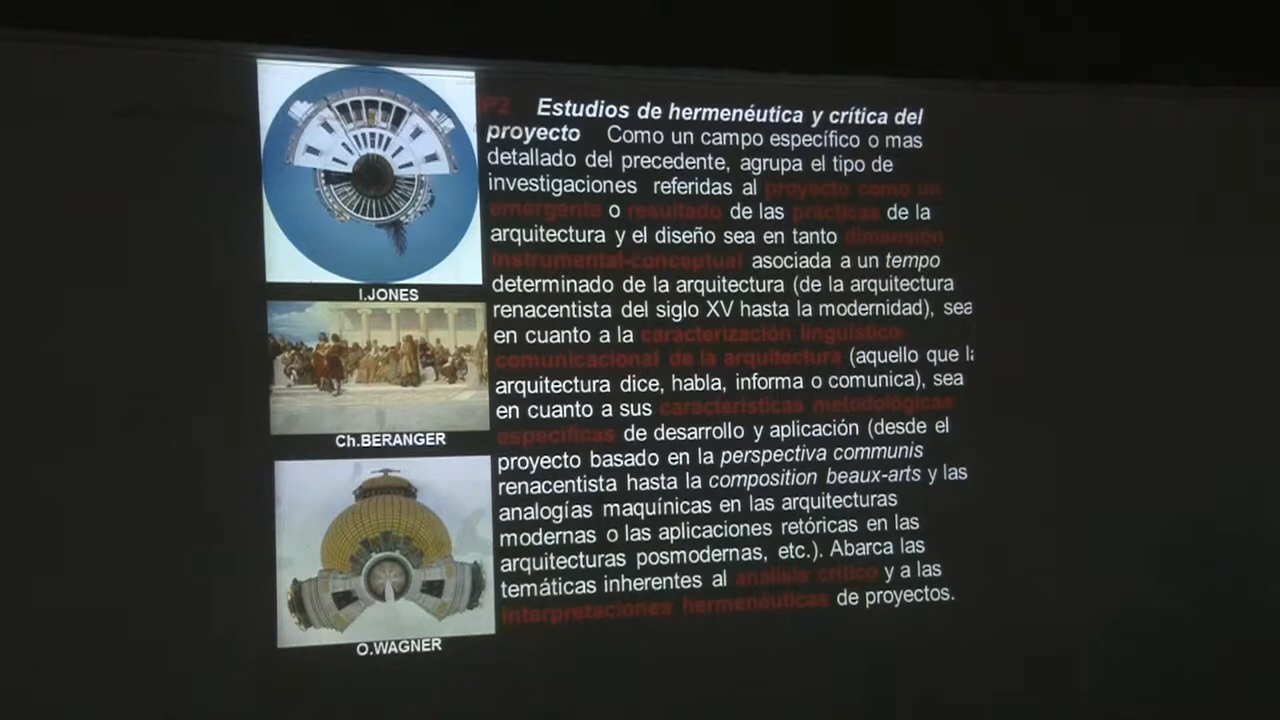 IP2 Estudios de hermenéutica y crítica del
proyecto Como un campo específico o mas
detallado del precedente, agrupa el tipo de
investigaciones referidas al proyecto como un
emergente o resultado de las prácticas de la
arquitectura y el diseño sea en tanto dimensión
instrumental-conceptual asociada a un tempo
determinado de la arquitectura (de la arquitectura
renacentista del siglo XV hasta la modernidad), sea
en cuanto a la caracterización lingüístico-
comunicacional de la arquitectura (aquello que la
arquitectura dice, habla, informa o comunica), sea
en cuanto a sus características metodológicas
específicas de desarrollo y aplicación (desde el
proyecto basado en la perspectiva communis
renacentista hasta la composition beaux-arts y las
analogías maquínicas en las arquitecturas
modernas o las aplicaciones retóricas en las
arquitecturas posmodernas, etc.). Abarca las
temáticas inherentes al análisis crítico y a las
interpretaciones hermenéuticas de proyectos.
I.JONES
Ch.BERANGER
O.WAGNER